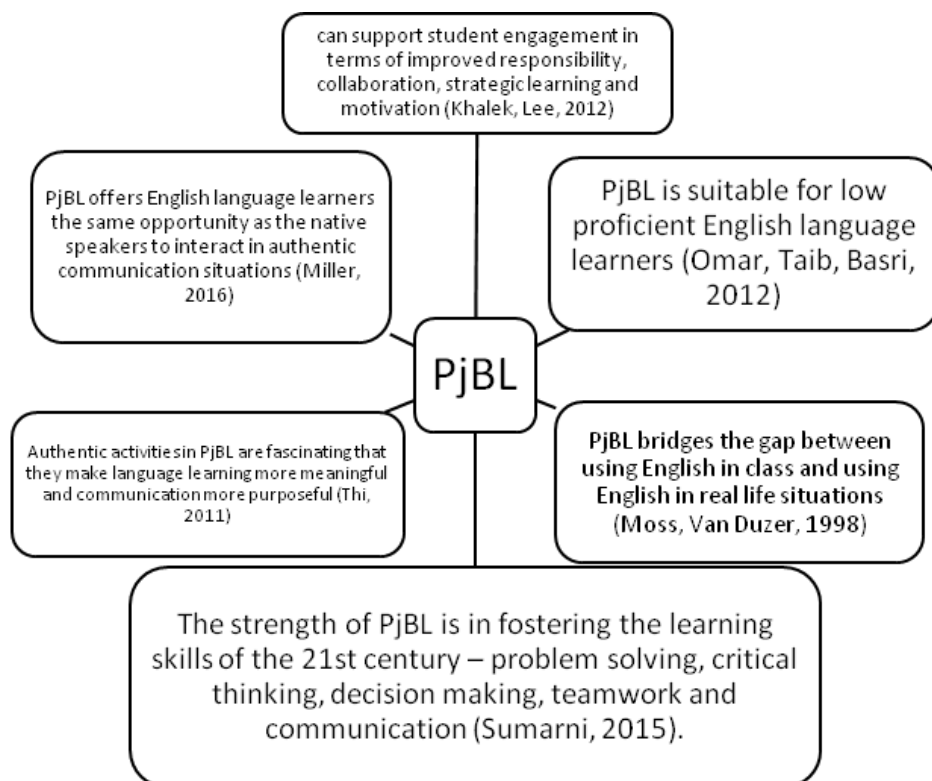 can support student engagement in
terms of improved responsibility,
collaboration, strategic learning and
motivation (Khalek, Lee, 2012)
PjBL offers English language learners
the same opportunity as the native
speakers to interact in authentic
communication situations (Miller,
2016)
PjBL is suitable for low
proficient English language
learners (Omar, Taib, Basri,
2012)
PjBL
Authentic activitiesin PjBL are fascinating that
they make language learning more meaningful
and communication more purposeful (Thi,
2011)
PjBL bridges the gap between
using English in class and using
English in real life situations
(Moss, Van Duzer, 1998)
The strength of PjBL is in fostering the learning
skills of the 21st century – problem solving, critical
thinking, decision making, teamwork and
communication (Sumarni, 2015).